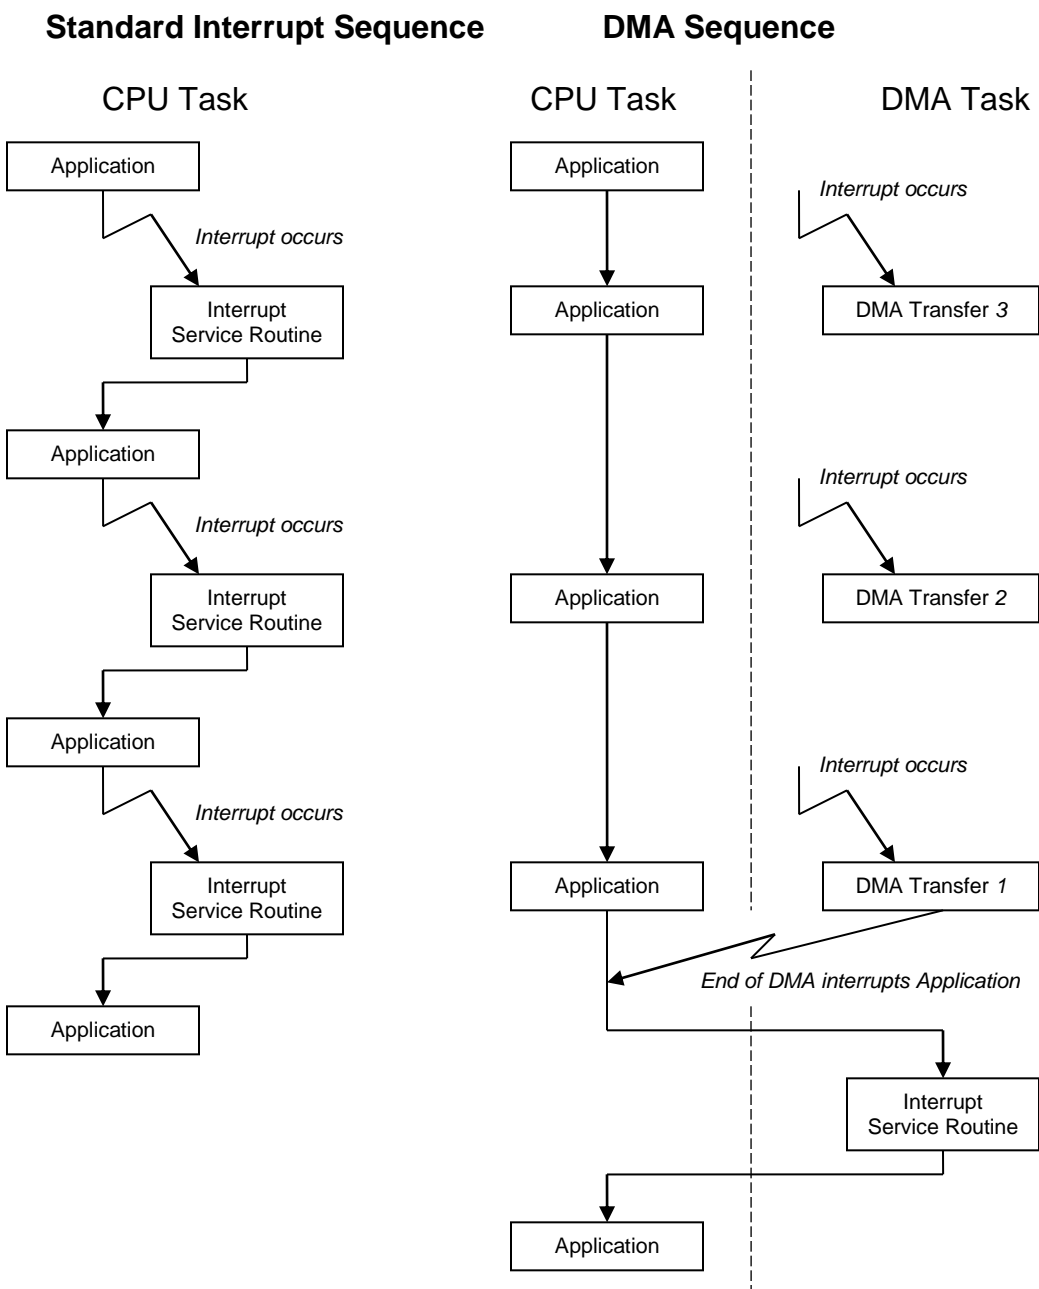 Standard Interrupt Sequence
DMA Sequence
CPU Task
CPU Task
DMA Task
Application
Application
Interrupt occurs
Interrupt occurs
Interrupt
Service Routine
Application
DMA Transfer 3
Application
Interrupt occurs
Interrupt occurs
Interrupt
Service Routine
Application
DMA Transfer 2
Application
Interrupt occurs
Interrupt occurs
Interrupt
Service Routine
Application
DMA Transfer 1
End of DMA interrupts Application
Application
Interrupt
Service Routine
Application